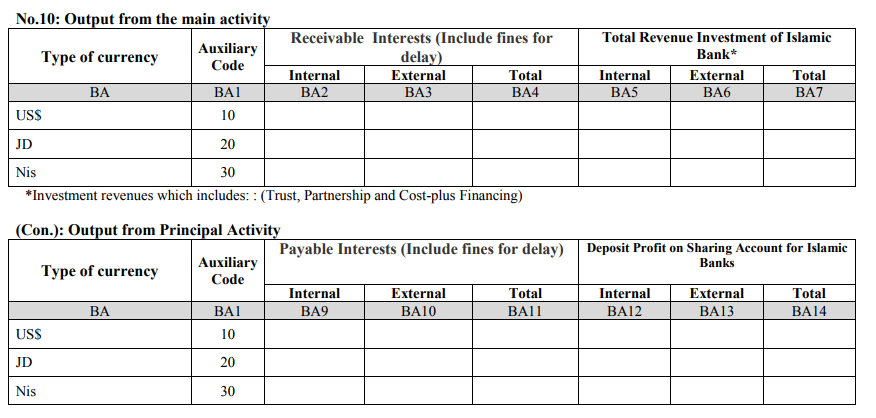 No.10: Output from the main activity
Type of currency Auxiliary Code Receivable Interests (Include fines for delay) Total Revenue Investment of Islamic Bank*
Internal External Total Internal External Total
BA BA1 BA2 BA3 BA4 BA5 BA6 BA7
US$ 10
JD 20
Nis 30
*Investment revenues which includes: : (Trust, Partnership and Cost-plus Financing)
(Con.): Output from Principal Activity
Type of currency Auxiliary Code Payable Interests (Include fines for delay) Deposit Profit on Sharing Account for Islamic Banks
Internal External Total Internal External Total
BA BA1 BA9 BA10 BA11 BA12 BA13 BA14
US$ 10
JD 20
Nis 30